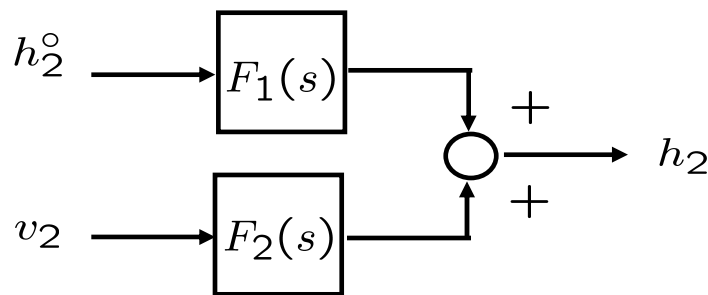 h₂°
F₁(s)
+
h₂
+
v₂
F₂(s)